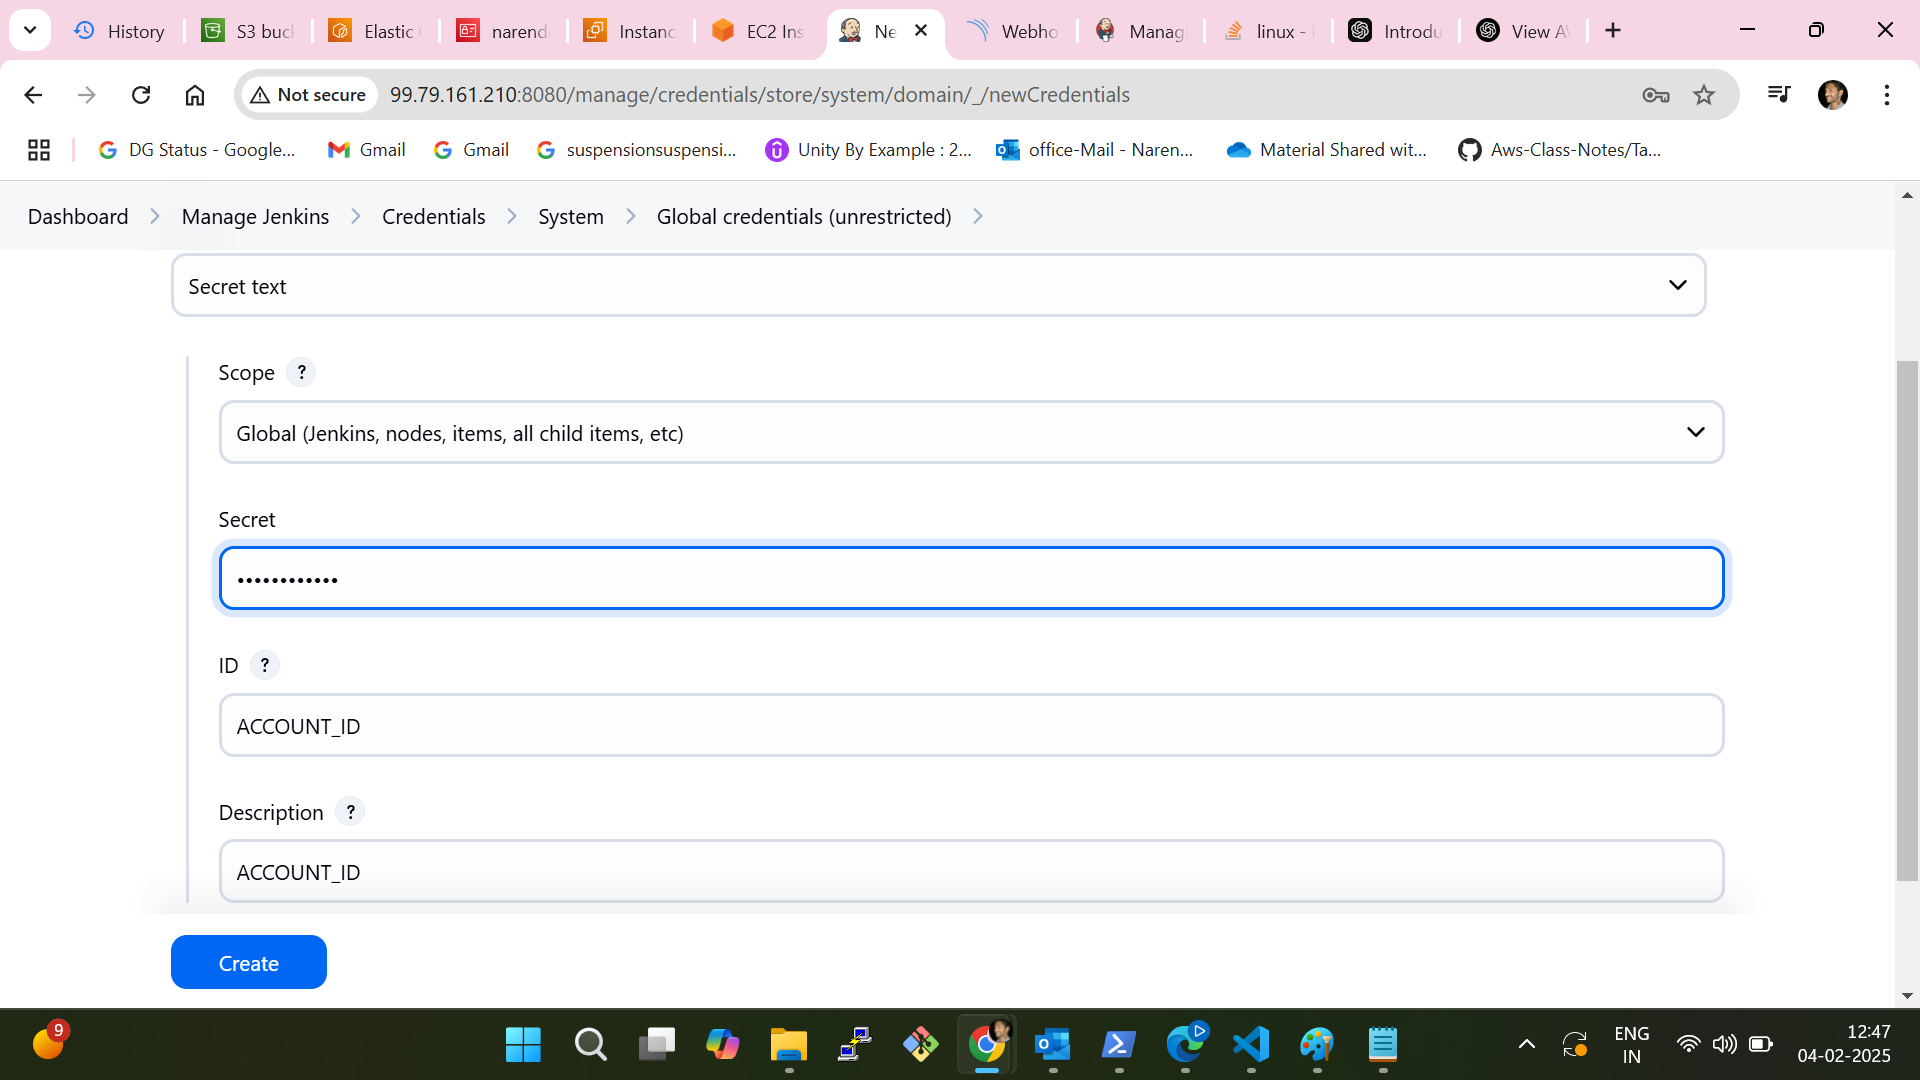 History
S3 buc
Elastic
narend
Instanc
EC2 Ins
Ne
Webho
Manag
linux -
Introdu
View A
Not secure
99.79.161.210:8080/manage/credentials/store/system/domain/_/newCredentials
DG Status - Google...
Gmail
Gmail
suspensionsuspensi...
Unity By Example : 2...
office-Mail - Naren...
Material Shared wit...
Aws-Class-Notes/Ta...
Dashboard
Manage Jenkins
Credentials
System
Global credentials (unrestricted)
Secret text
Scope ?
Global (Jenkins, nodes, items, all child items, etc)
Secret
••••••••••••
ID ?
ACCOUNT_ID
Description ?
ACCOUNT_ID
Create
9
ENG
IN
12:47
04-02-2025